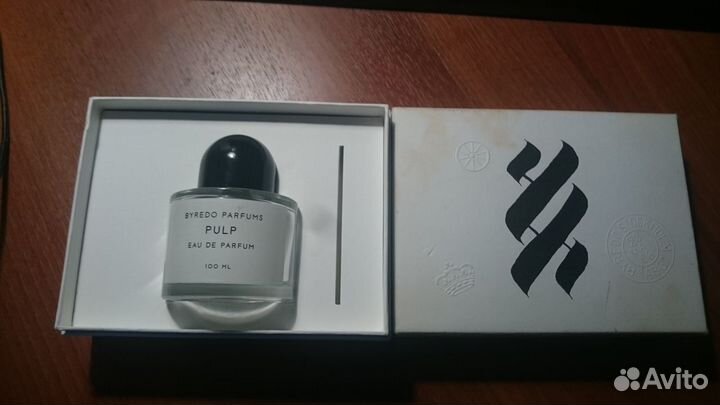 BYREDO PARFUMS
PULP
EAU DE PARFUM
100 ML
Avito